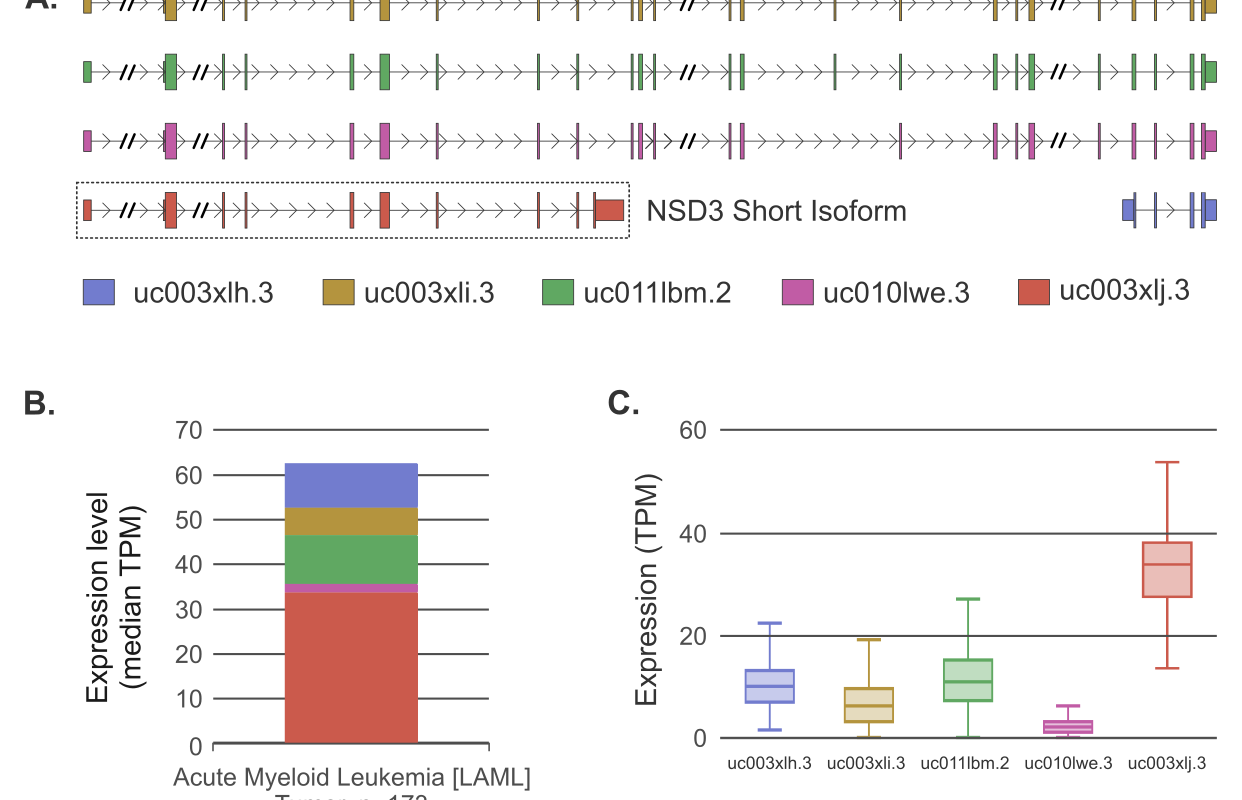 A.
NSD3 Short Isoform
uc003xlh.3 uc003xli.3 uc011lbm.2 uc010lwe.3 uc003xlj.3
B.
70
60
50
40
30
20
10
0
Expression level
(median TPM)
Acute Myeloid Leukemia [LAML]
C.
60
40
20
0
Expression (TPM)
uc003xlh.3 uc003xli.3 uc011lbm.2 uc010lwe.3 uc003xlj.3